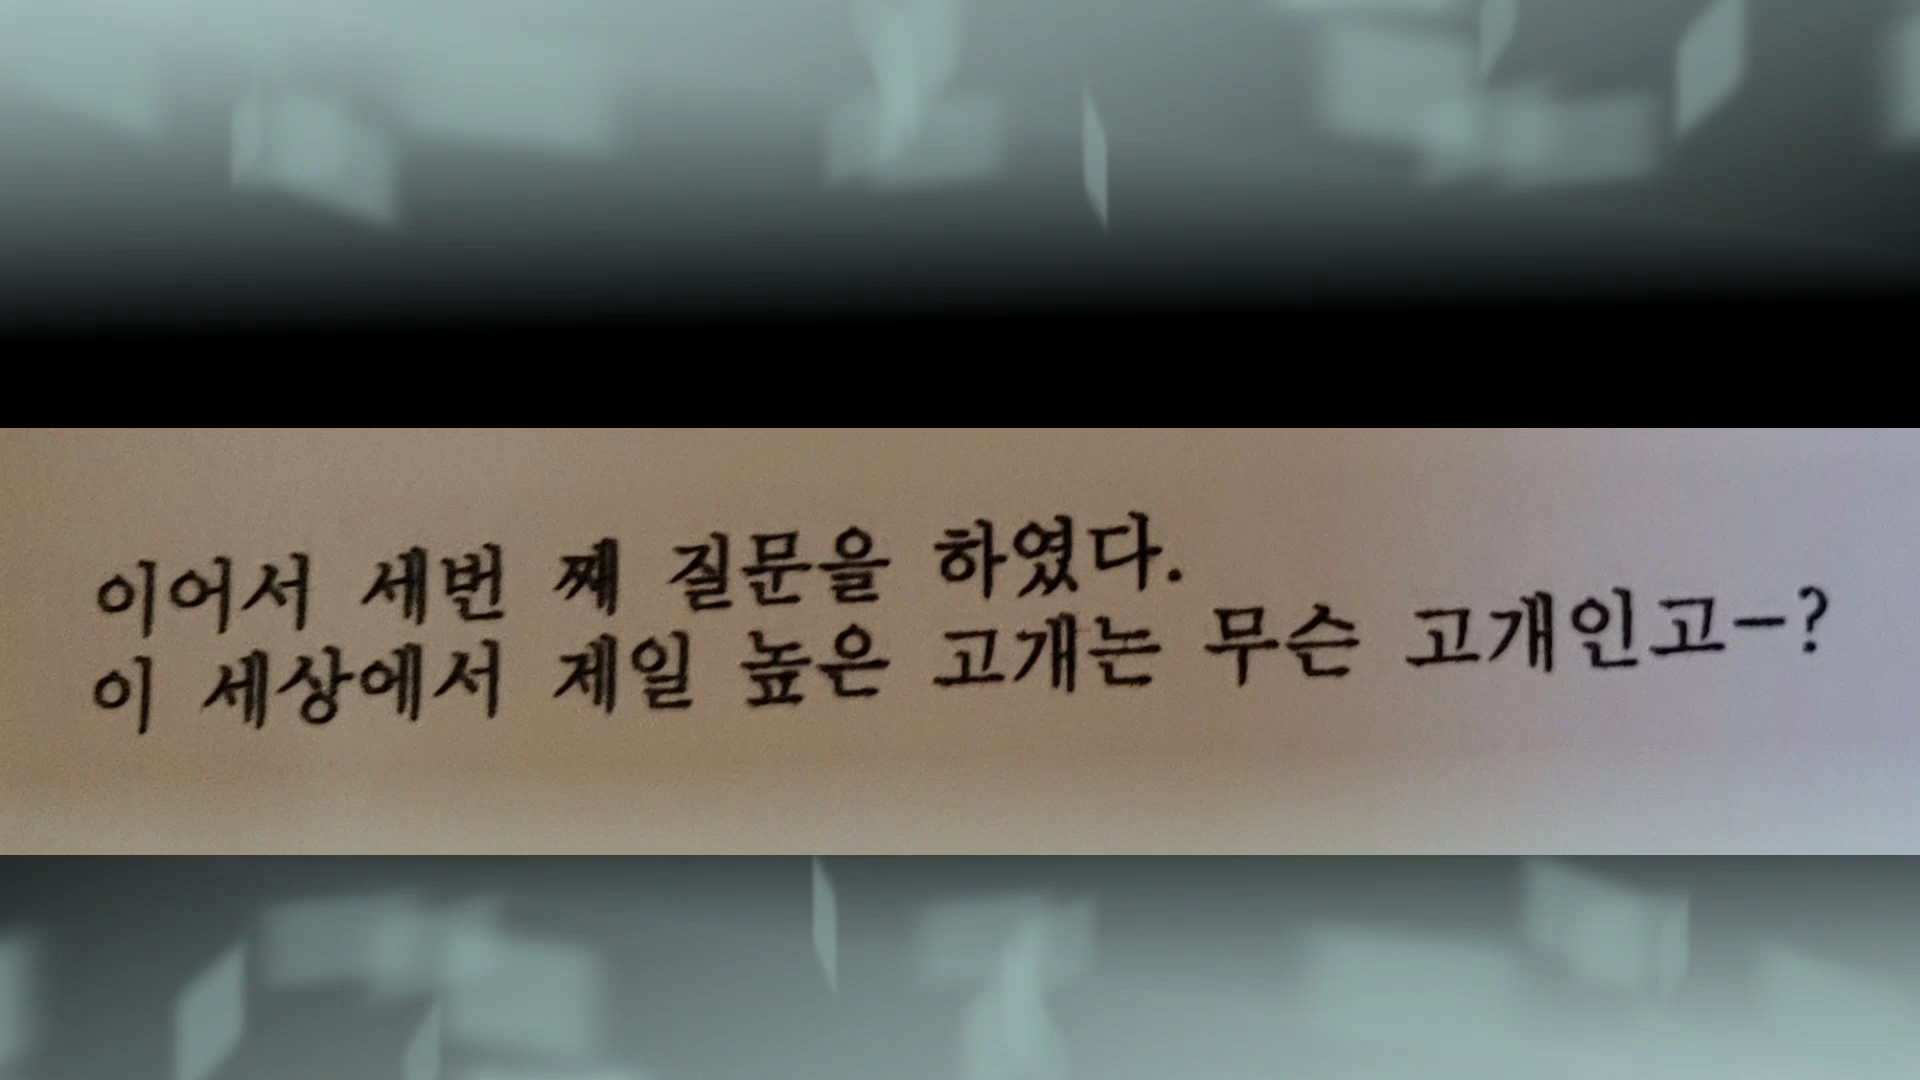 이어서 세번 째 질문을 하였다.
이 세상에서 제일 높은 고개는 무슨 고개인고-?